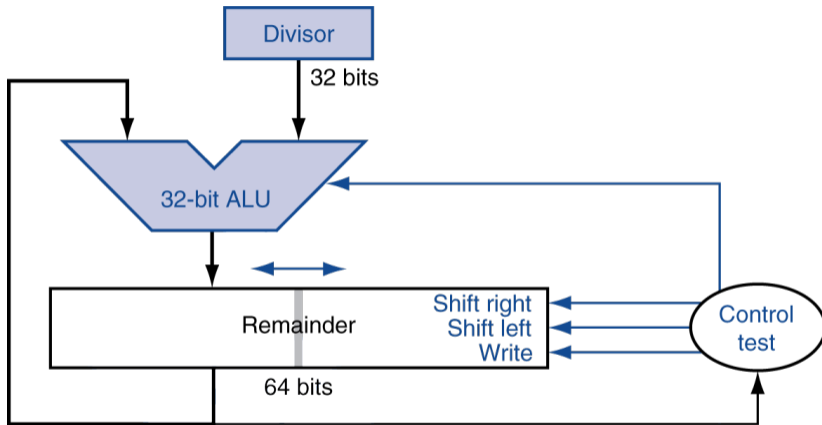 Divisor
32 bits
32-bit ALU
Shift right
Remainder
Shift left
Write
Control
test
64 bits